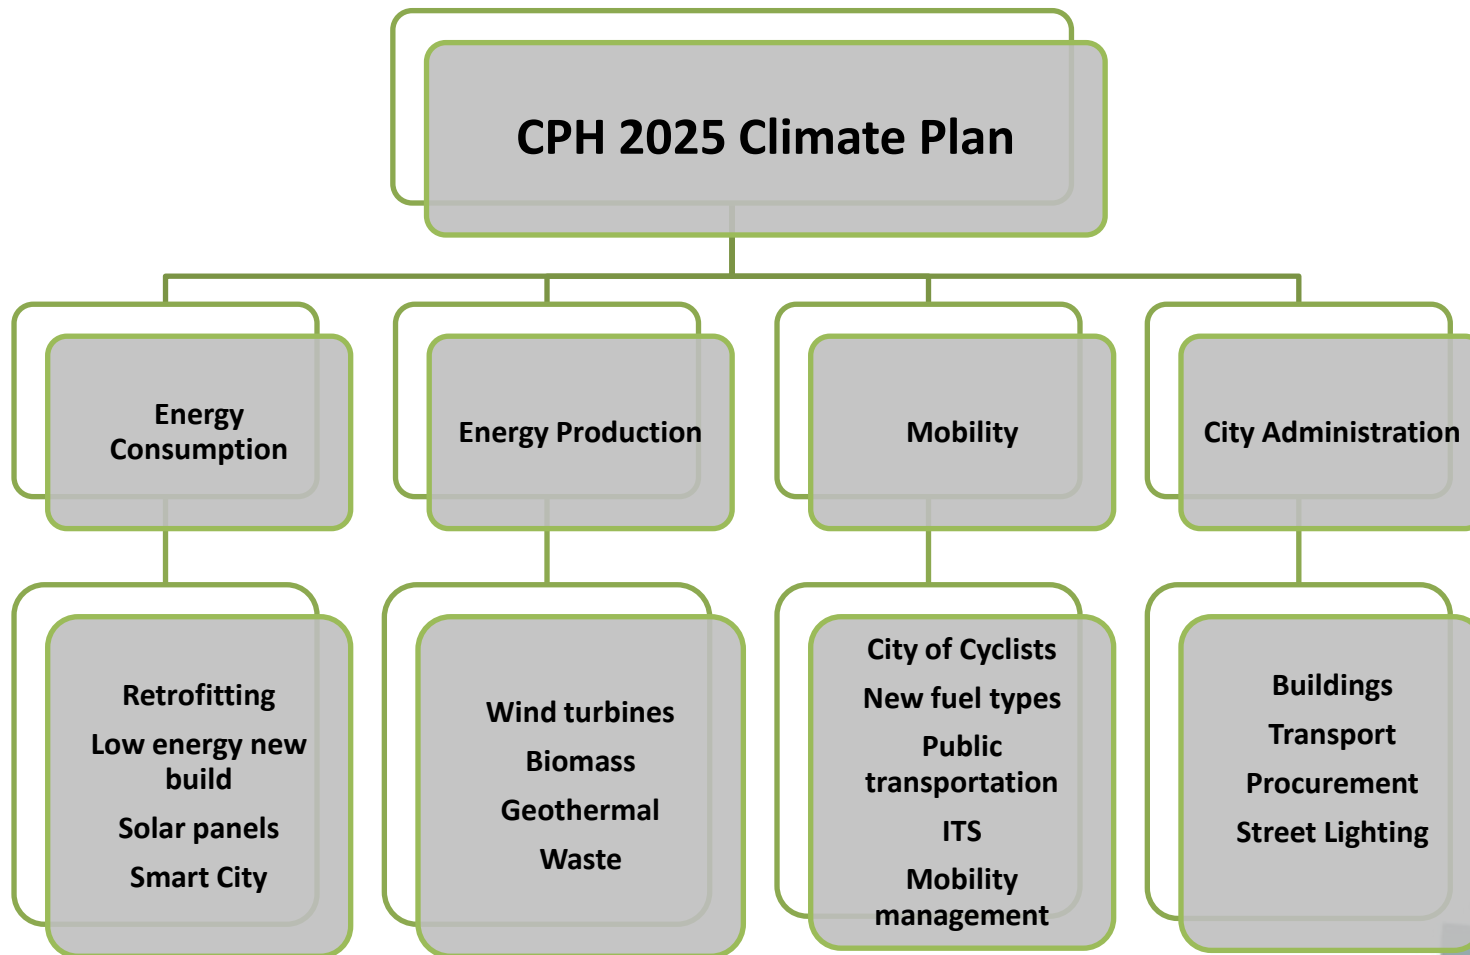 CPH 2025 Climate Plan
Energy
Consumption
Energy Production
Mobility
City Administration
Retrofitting
Low energy new
build
Solar panels
Smart City
Wind turbines
Biomass
Geothermal
Waste
City of Cyclists
New fuel types
Public
transportation
ITS
Mobility
management
Buildings
Transport
Procurement
Street Lighting